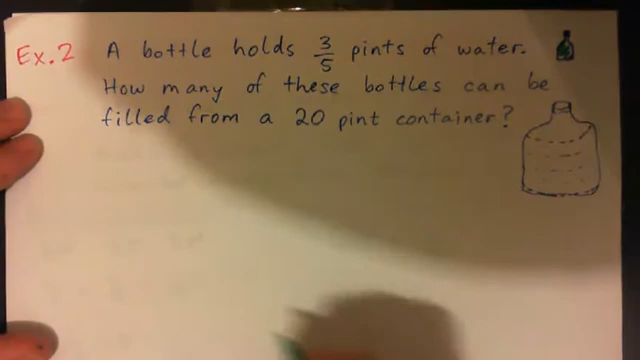 Ex. 2 A bottle holds 3/5 pints of water.
How many of these bottles can be
filled from a 20 pint container?